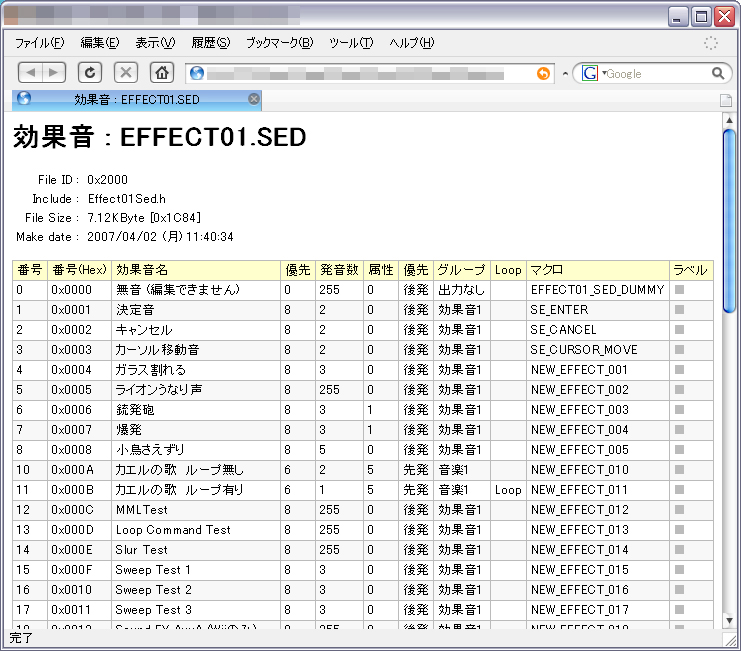 ファイル(F) 編集(E) 表示(V) 履歴(S) ブックマーク(B) ツール(T) ヘルプ(H)
G Google
効果音 : EFFECT01.SED
効果音 : EFFECT01.SED
File ID : 0x2000
Include : Effect01Sed.h
File Size : 7.12KByte [0x1C84]
Make date : 2007/04/02 (月) 11:40:34
番号 番号(Hex) 効果音名 優先 発音数 属性 優先 グループ Loop マクロ ラベル
0 0x0000 無音 (編集できません) 0 255 0 後発 出力なし EFFECT01_SED_DUMMY
1 0x0001 決定音 8 2 0 後発 効果音1 SE_ENTER
2 0x0002 キャンセル 8 2 0 後発 効果音1 SE_CANCEL
3 0x0003 カーソル移動音 8 2 0 後発 効果音1 SE_CURSOR_MOVE
4 0x0004 ガラス割れる 8 3 0 後発 効果音1 NEW_EFFECT_001
5 0x0005 ライオンうなり声 8 255 0 後発 効果音1 NEW_EFFECT_002
6 0x0006 銃発砲 8 3 1 後発 効果音1 NEW_EFFECT_003
7 0x0007 爆発 8 3 1 後発 効果音1 NEW_EFFECT_004
8 0x0008 小鳥さえずり 8 5 0 後発 効果音1 NEW_EFFECT_005
10 0x000A カエルの歌 ループ無し 6 2 5 先発 音楽1 NEW_EFFECT_010
11 0x000B カエルの歌 ループ有り 6 1 5 先発 音楽1 Loop NEW_EFFECT_011
12 0x000C MML Test 8 255 0 後発 効果音1 NEW_EFFECT_012
13 0x000D Loop Command Test 8 255 0 後発 効果音1 NEW_EFFECT_013
14 0x000E Slur Test 8 255 0 後発 効果音1 NEW_EFFECT_014
15 0x000F Sweep Test 1 8 3 0 後発 効果音1 NEW_EFFECT_015
16 0x0010 Sweep Test 2 8 3 0 後発 効果音1 NEW_EFFECT_016
17 0x0011 Sweep Test 3 8 3 0 後発 効果音1 NEW_EFFECT_017
完了